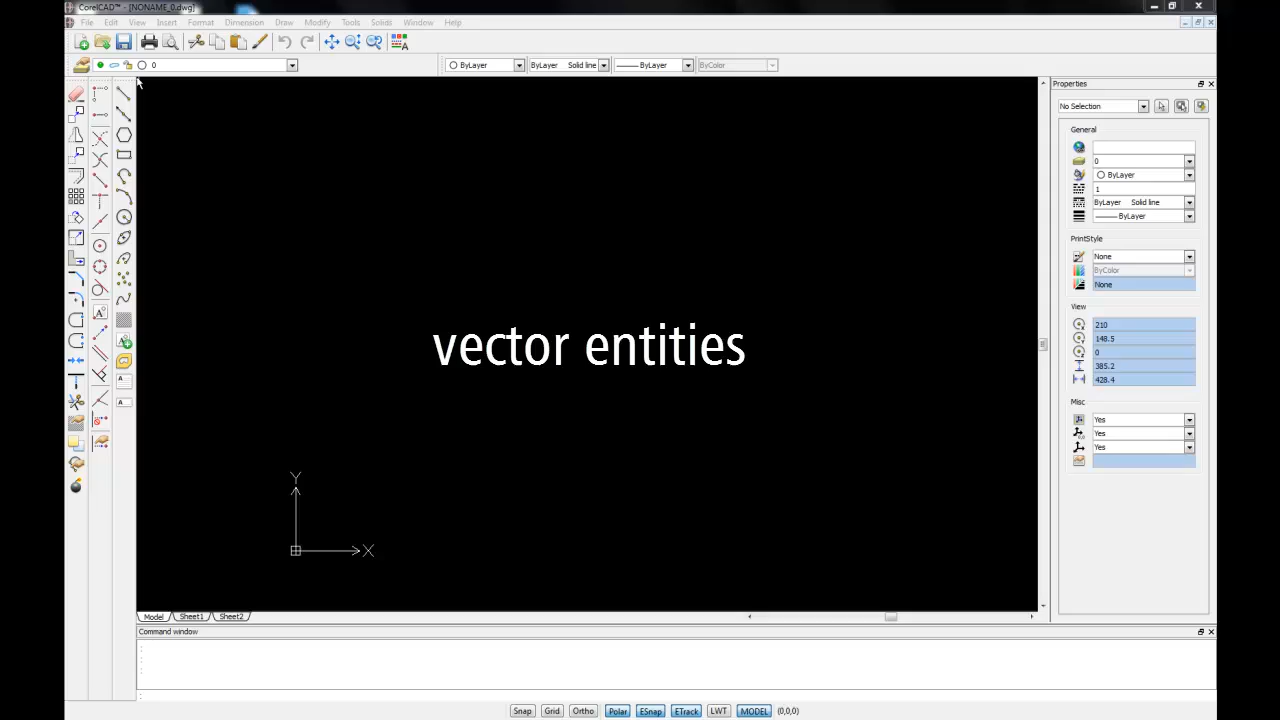 CorelCAD™ - [NONAME_0.dwg]
File Edit View Insert Format Dimension Draw Modify Tools Solids Window Help
0 ByLayer ByLayer Solid line ByLayer ByColor
Properties
No Selection
General
0
ByLayer
1
ByLayer Solid line
ByLayer
PrintStyle
None
ByColor
None
View
210
148.5
0
385.2
428.4
Misc
Yes
Yes
Yes
vector entities
Y
X
Model Sheet1 Sheet2
Command window
:
:
:
:
Snap Grid Ortho Polar ESnap ETrack LWT MODEL (0,0,0)